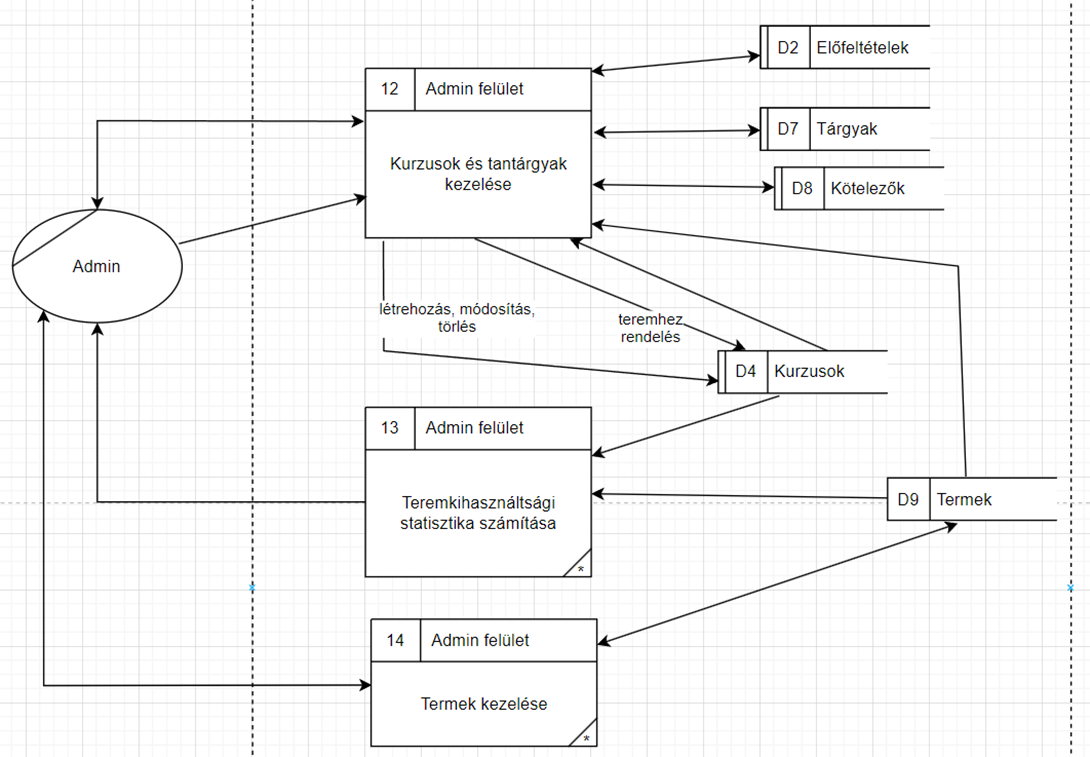 D2 Előfeltételek
12 Admin felület
D7 Tárgyak
Kurzusok és tantárgyak
kezelése
D8 Kötelezők
Admin
létrehozás, módosítás,
törlés
teremhez
rendelés
D4 Kurzusok
13 Admin felület
Teremkihasználtsági
statisztika számítása
*
D9 Termek
14 Admin felület
Termek kezelése
*